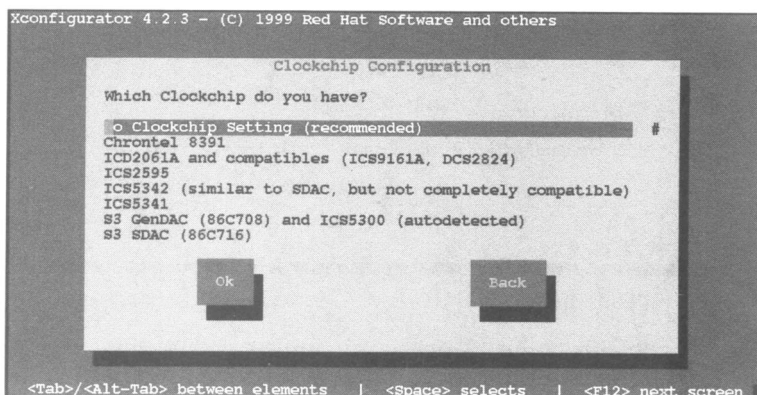 Xconfigurator 4.2.3 - (C) 1999 Red Hat Software and others
Clockchip Configuration
Which Clockchip do you have?
o Clockchip Setting (recommended) #
Chrontel 8391
ICD2061A and compatibles (ICS9161A, DCS2824)
ICS2595
ICS5342 (similar to SDAC, but not completely compatible)
ICS5341
S3 GenDAC (86C708) and ICS5300 (autodetected)
S3 SDAC (86C716)
Ok Back
<Tab>/<Alt-Tab> between elements | <Space> selects | <F12> next screen